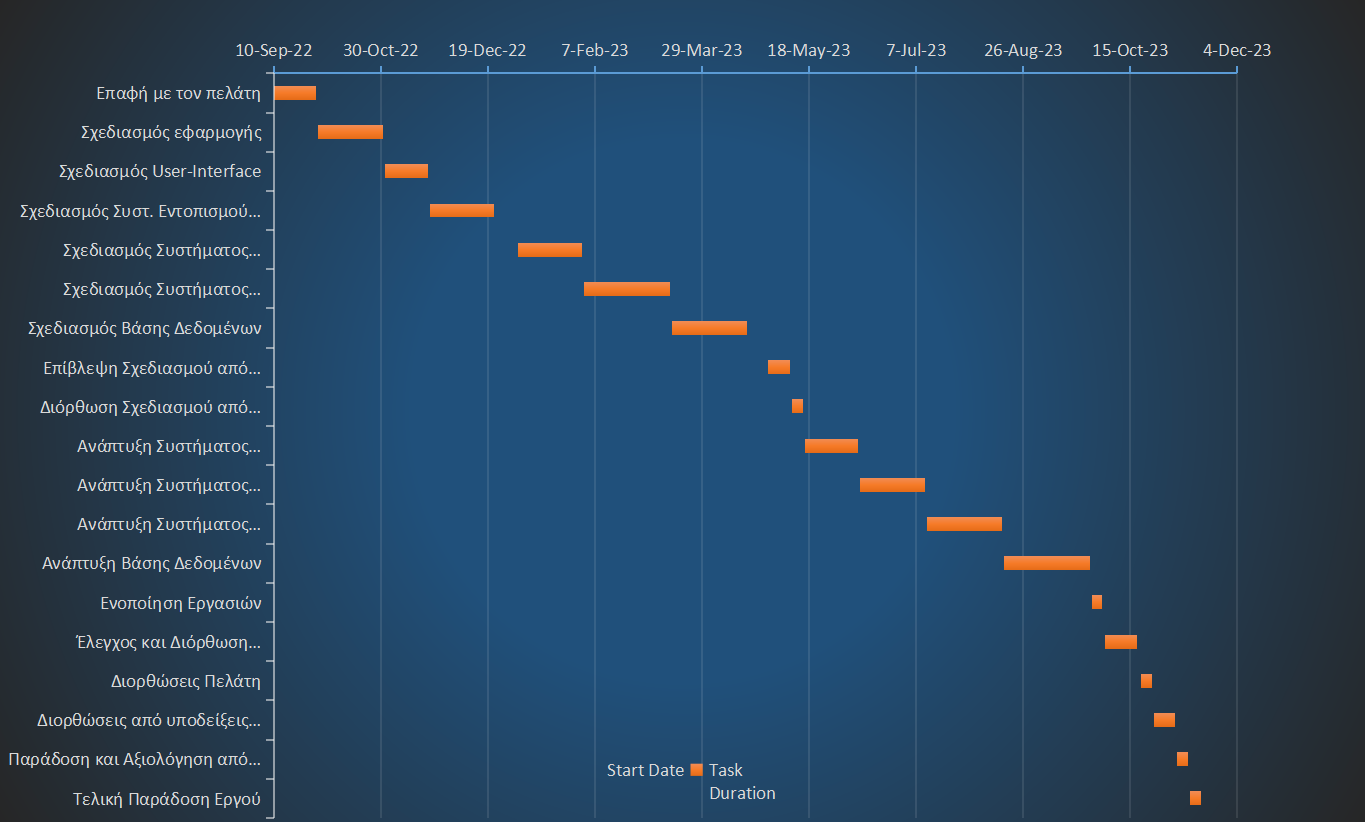 10-Sep-22 30-Oct-22 19-Dec-22 7-Feb-23 29-Mar-23 18-May-23 7-Jul-23 26-Aug-23 15-Oct-23 4-Dec-23
Επαφή με τον πελάτη
Σχεδιασμός εφαρμογής
Σχεδιασμός User-Interface
Σχεδιασμός Συστ. Εντοπισμού...
Σχεδιασμός Συστήματος...
Σχεδιασμός Συστήματος...
Σχεδιασμός Βάσης Δεδομένων
Επίβλεψη Σχεδιασμού από...
Διόρθωση Σχεδιασμού από...
Ανάπτυξη Συστήματος...
Ανάπτυξη Συστήματος...
Ανάπτυξη Συστήματος...
Ανάπτυξη Βάσης Δεδομένων
Ενοποίηση Εργασιών
Έλεγχος και Διόρθωση...
Διορθώσεις Πελάτη
Διορθώσεις από υποδείξεις...
Παράδοση και Αξιολόγηση από...
Τελική Παράδοση Εργού
Start Date Task
Duration